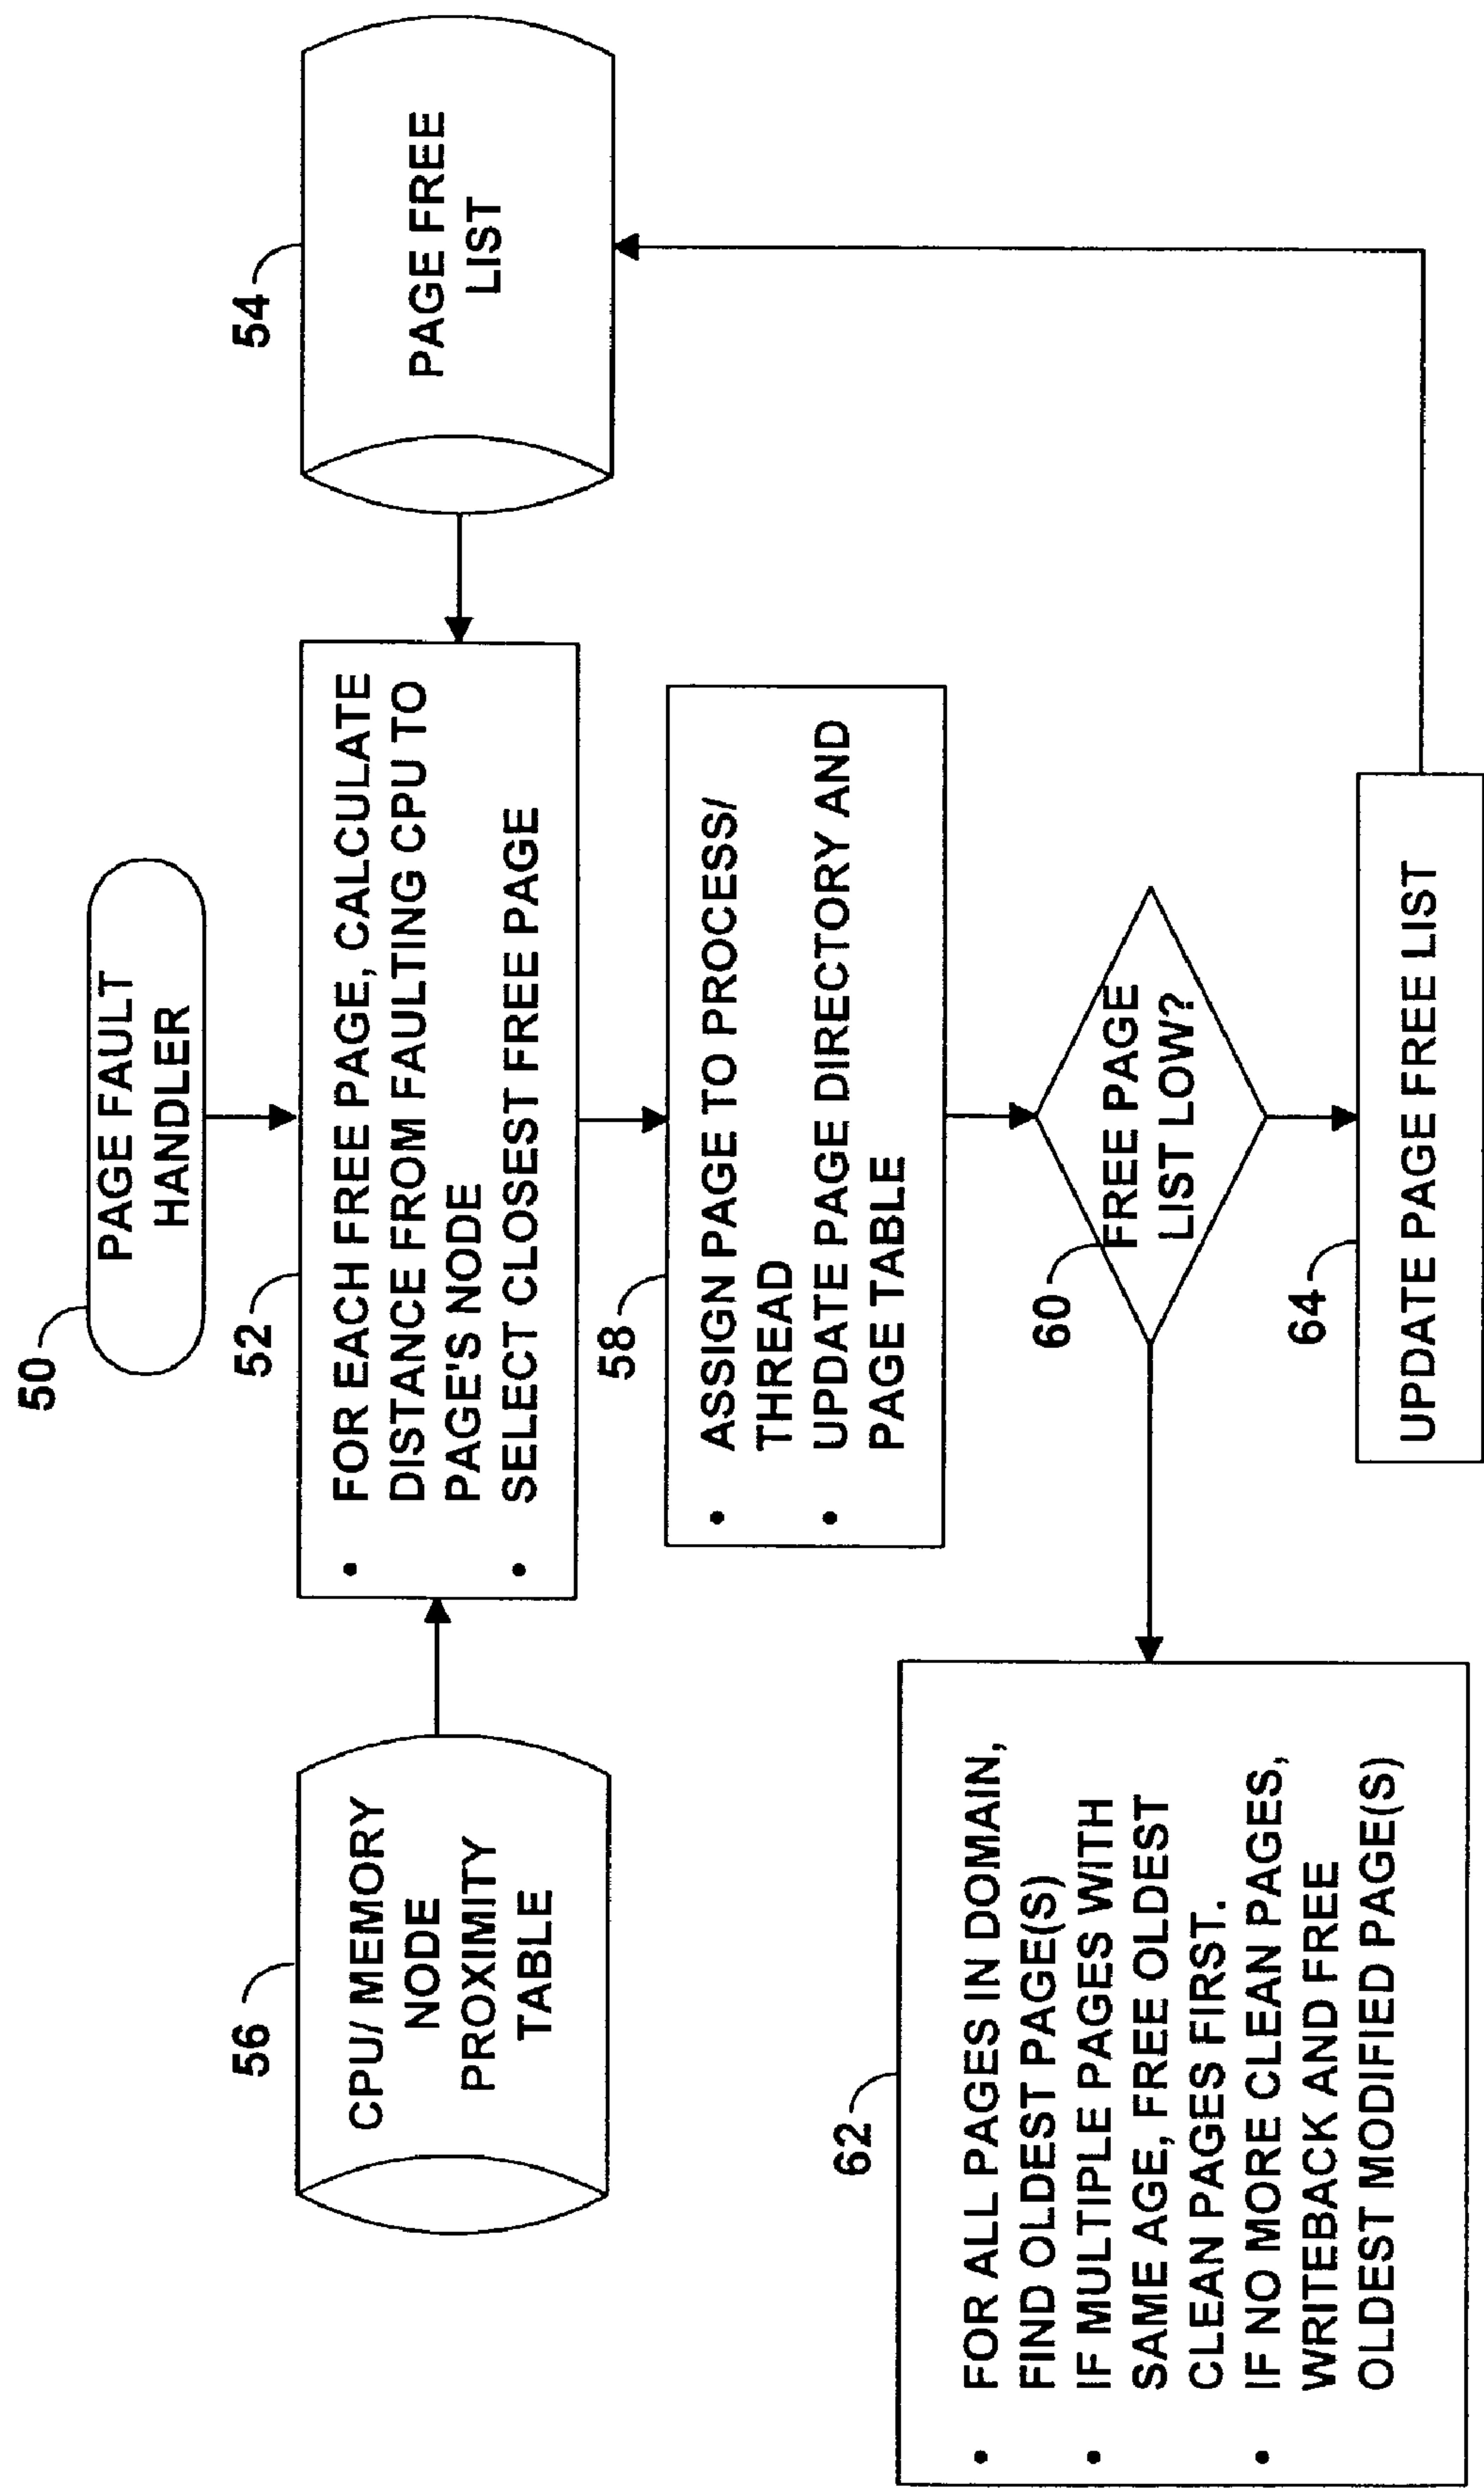 50
PAGE FAULT
HANDLER
52
• FOR EACH FREE PAGE, CALCULATE
DISTANCE FROM FAULTING CPU TO
PAGE'S NODE
• SELECT CLOSEST FREE PAGE
54
PAGE FREE
LIST
56
CPU/ MEMORY
NODE
PROXIMITY
TABLE
58
• ASSIGN PAGE TO PROCESS/
THREAD
• UPDATE PAGE DIRECTORY AND
PAGE TABLE
60
FREE PAGE
LIST LOW?
62
• FOR ALL PAGES IN DOMAIN,
FIND OLDEST PAGE(S)
• IF MULTIPLE PAGES WITH
SAME AGE, FREE OLDEST
CLEAN PAGES FIRST.
• IF NO MORE CLEAN PAGES,
WRITEBACK AND FREE
OLDEST MODIFIED PAGE(S)
64
UPDATE PAGE FREE LIST